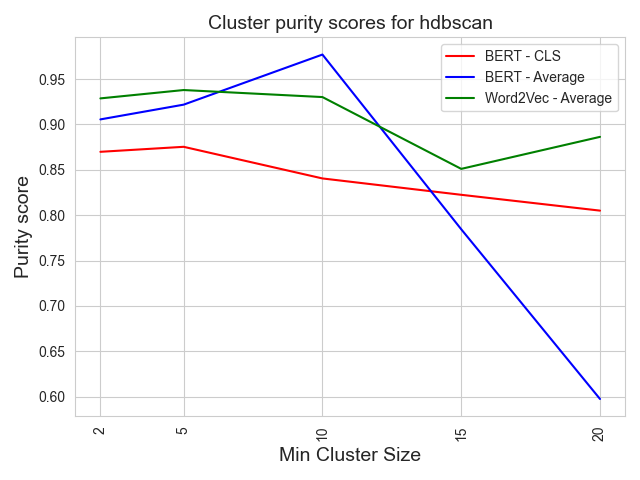 Cluster purity scores for hdbscan
BERT - CLS
BERT - Average
Word2Vec - Average
0.95
0.90
0.85
0.80
0.75
0.70
0.65
0.60
Purity score
2
5
10
15
20
Min Cluster Size